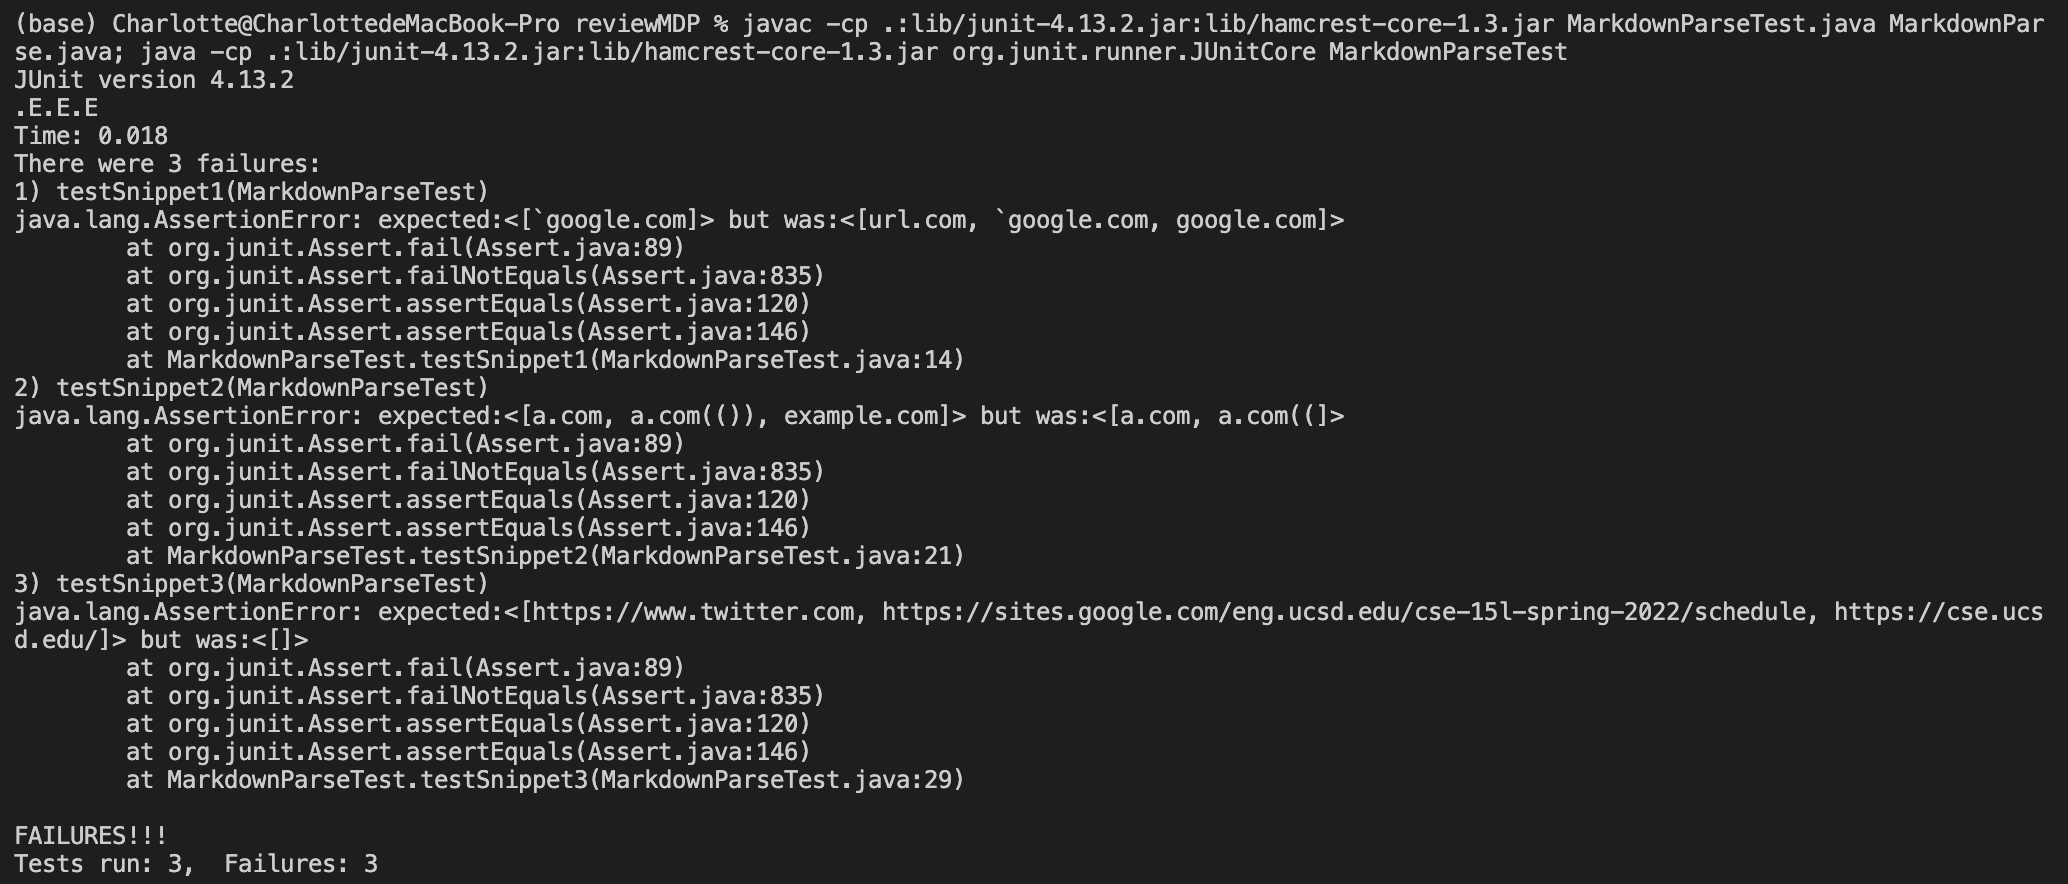 (base) Charlotte@CharlottedeMacBook-Pro reviewMDP % javac -cp .:lib/junit-4.13.2.jar:lib/hamcrest-core-1.3.jar MarkdownParseTest.java MarkdownPar
se.java; java -cp .:lib/junit-4.13.2.jar:lib/hamcrest-core-1.3.jar org.junit.runner.JUnitCore MarkdownParseTest
JUnit version 4.13.2
.E.E.E
Time: 0.018
There were 3 failures:
1) testSnippet1(MarkdownParseTest)
java.lang.AssertionError: expected:<[`google.com]> but was:<[url.com, `google.com, google.com]>
        at org.junit.Assert.fail(Assert.java:89)
        at org.junit.Assert.failNotEquals(Assert.java:835)
        at org.junit.Assert.assertEquals(Assert.java:120)
        at org.junit.Assert.assertEquals(Assert.java:146)
        at MarkdownParseTest.testSnippet1(MarkdownParseTest.java:14)
2) testSnippet2(MarkdownParseTest)
java.lang.AssertionError: expected:<[a.com, a.com(()), example.com]> but was:<[a.com, a.com((]>
        at org.junit.Assert.fail(Assert.java:89)
        at org.junit.Assert.failNotEquals(Assert.java:835)
        at org.junit.Assert.assertEquals(Assert.java:120)
        at org.junit.Assert.assertEquals(Assert.java:146)
        at MarkdownParseTest.testSnippet2(MarkdownParseTest.java:21)
3) testSnippet3(MarkdownParseTest)
java.lang.AssertionError: expected:<[https://www.twitter.com, https://sites.google.com/eng.ucsd.edu/cse-15l-spring-2022/schedule, https://cse.ucs
d.edu/]> but was:<[]>
        at org.junit.Assert.fail(Assert.java:89)
        at org.junit.Assert.failNotEquals(Assert.java:835)
        at org.junit.Assert.assertEquals(Assert.java:120)
        at org.junit.Assert.assertEquals(Assert.java:146)
        at MarkdownParseTest.testSnippet3(MarkdownParseTest.java:29)

FAILURES!!!
Tests run: 3,  Failures: 3